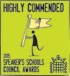 HIGHLY COMMENDED
2015
SPEAKER'S SCHOOLS
COUNCIL AWARDS